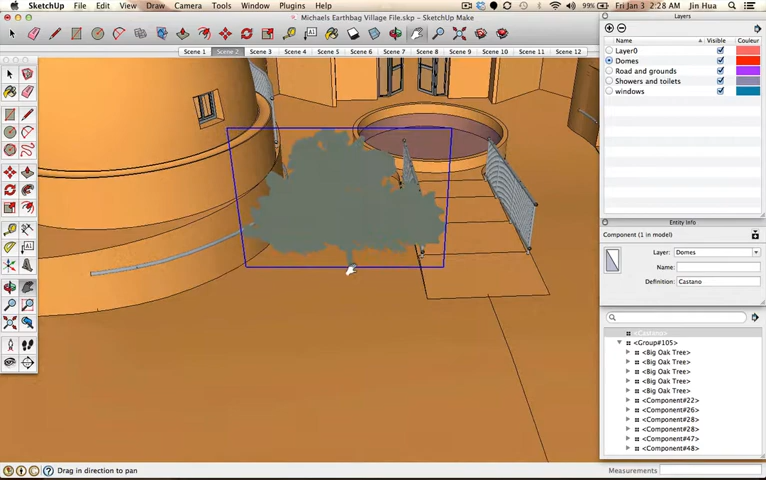 SketchUp File Edit View Draw Camera Tools Window Plugins Help 99% Fri Jan 3 2:28 AM Jin Hua
Michaels Earthbag Village File.skp - SketchUp Make
Scene 1 Scene 2 Scene 3 Scene 4 Scene 5 Scene 6 Scene 7 Scene 8 Scene 9 Scene 10 Scene 11 Scene 12
Layers
Name Visible Couleur
Layer0
Domes
Road and grounds
Showers and toilets
windows
Entity Info
Component (1 in model)
Layer: Domes
Name:
Definition: Castano
<Castano>
<Group#105>
<Big Oak Tree>
<Big Oak Tree>
<Big Oak Tree>
<Big Oak Tree>
<Big Oak Tree>
<Component#22>
<Component#26>
<Component#28>
<Component#28>
<Component#47>
<Component#48>
Drag in direction to pan
Measurements